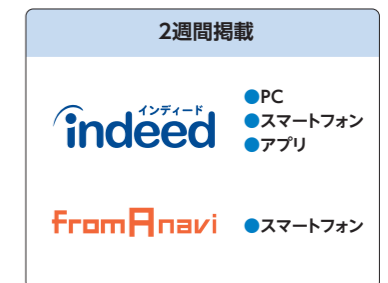 2週間掲載
インディード
indeed
●PC
●スマートフォン
●アプリ
fromAnavi
●スマートフォン